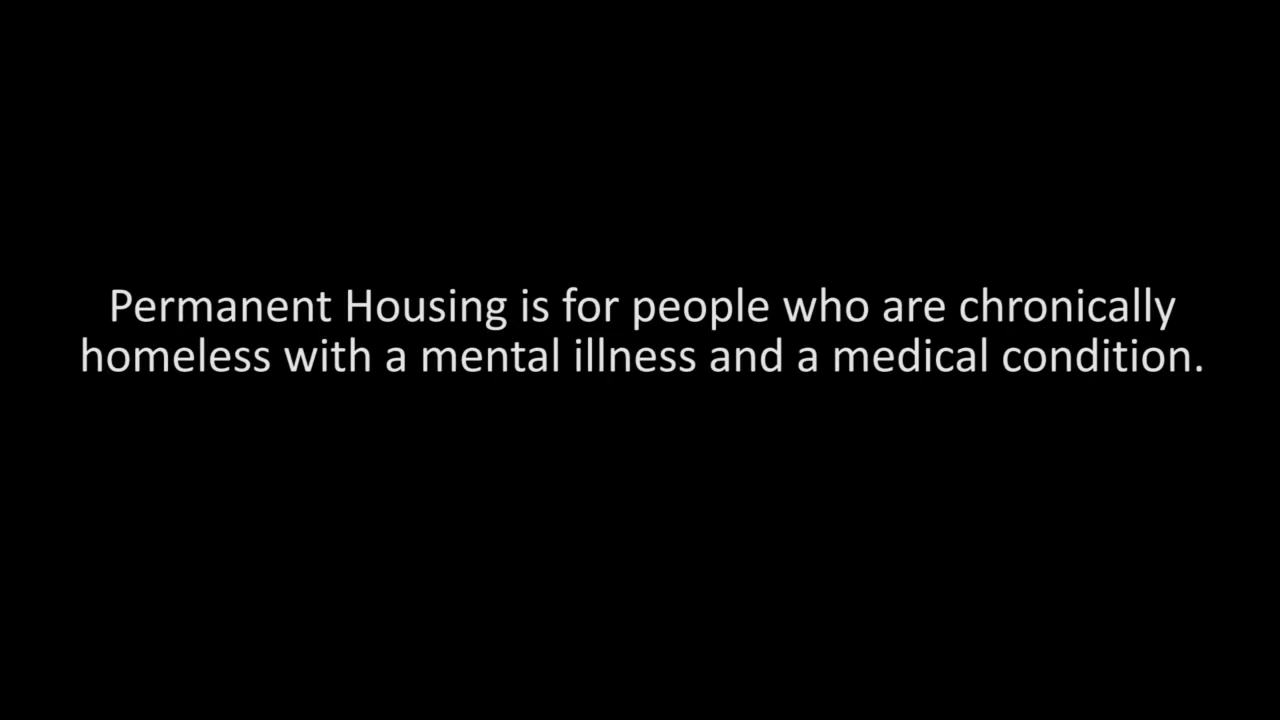 Permanent Housing is for people who are chronically
homeless with a mental illness and a medical condition.